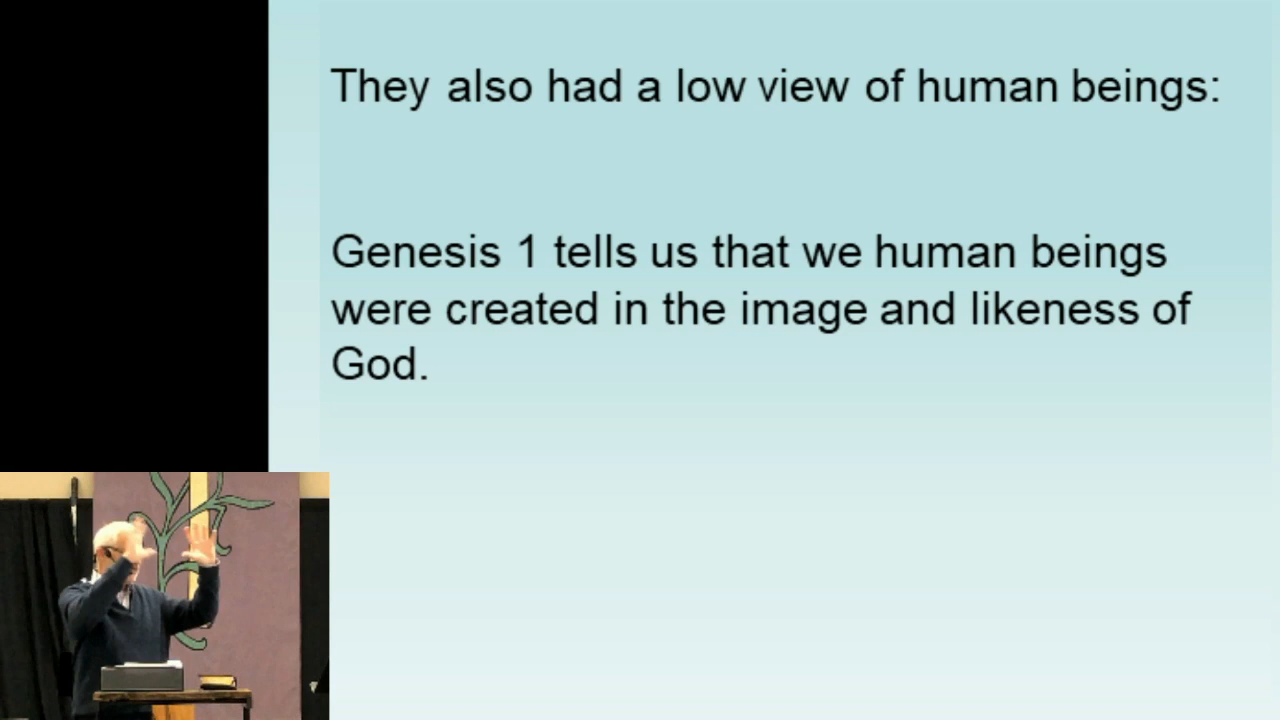 They also had a low view of human beings:
Genesis 1 tells us that we human beings
were created in the image and likeness of
God.